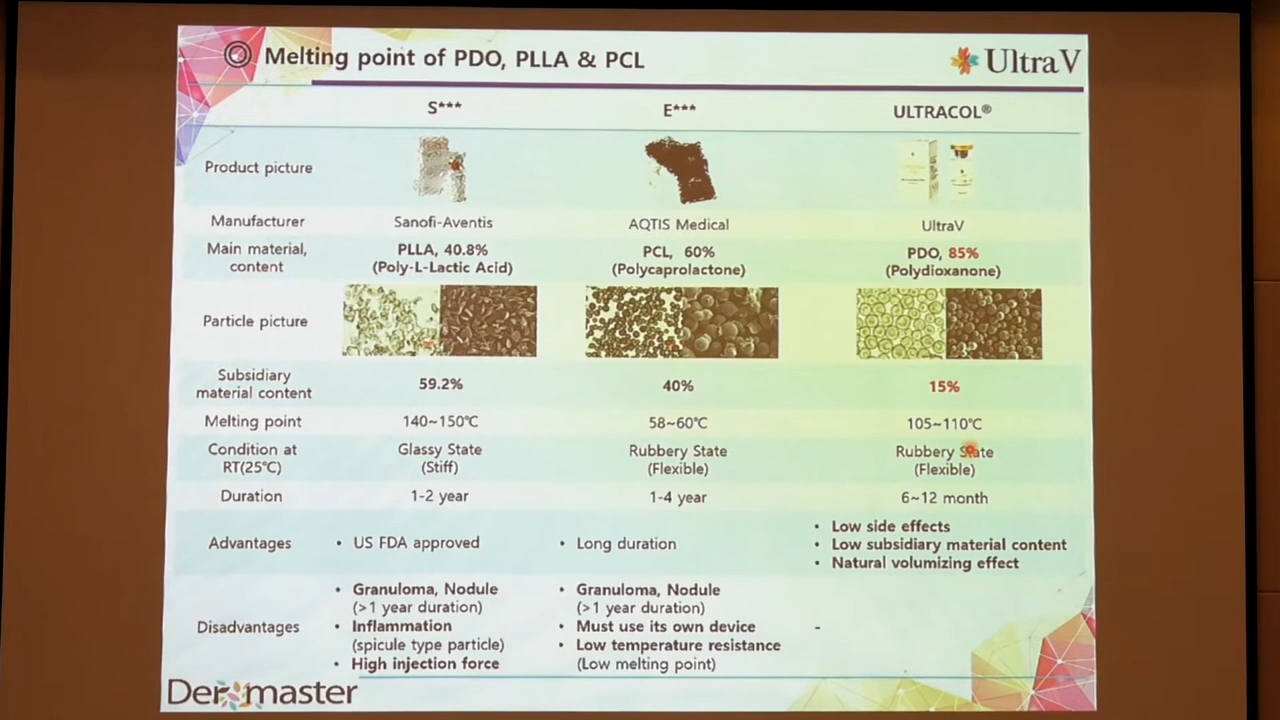 Melting point of PDO, PLLA & PCL
UltraV
S***
E***
ULTRACOL®
Product picture
Manufacturer
Sanofi-Aventis
AQTIS Medical
UltraV
Main material,
content
PLLA, 40.8%
(Poly-L-Lactic Acid)
PCL, 60%
(Polycaprolactone)
PDO, 85%
(Polydioxanone)
Particle picture
Subsidiary
material content
59.2%
40%
15%
Melting point
140~150℃
58~60℃
105~110℃
Condition at
RT(25℃)
Glassy State
(Stiff)
Rubbery State
(Flexible)
Rubbery State
(Flexible)
Duration
1-2 year
1-4 year
6~12 month
Advantages
• US FDA approved
• Long duration
• Low side effects
• Low subsidiary material content
• Natural volumizing effect
Disadvantages
• Granuloma, Nodule
(>1 year duration)
• Inflammation
(spicule type particle)
• High injection force
• Granuloma, Nodule
(>1 year duration)
• Must use its own device
• Low temperature resistance
(Low melting point)
-
Dermaster